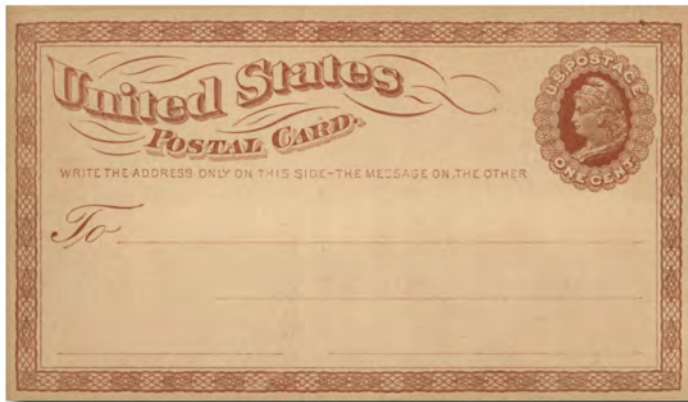 United States
POSTAL CARD.
WRITE THE ADDRESS ONLY ON THIS SIDE-THE MESSAGE ON THE OTHER
To
U.S. POSTAGE
ONE CENT